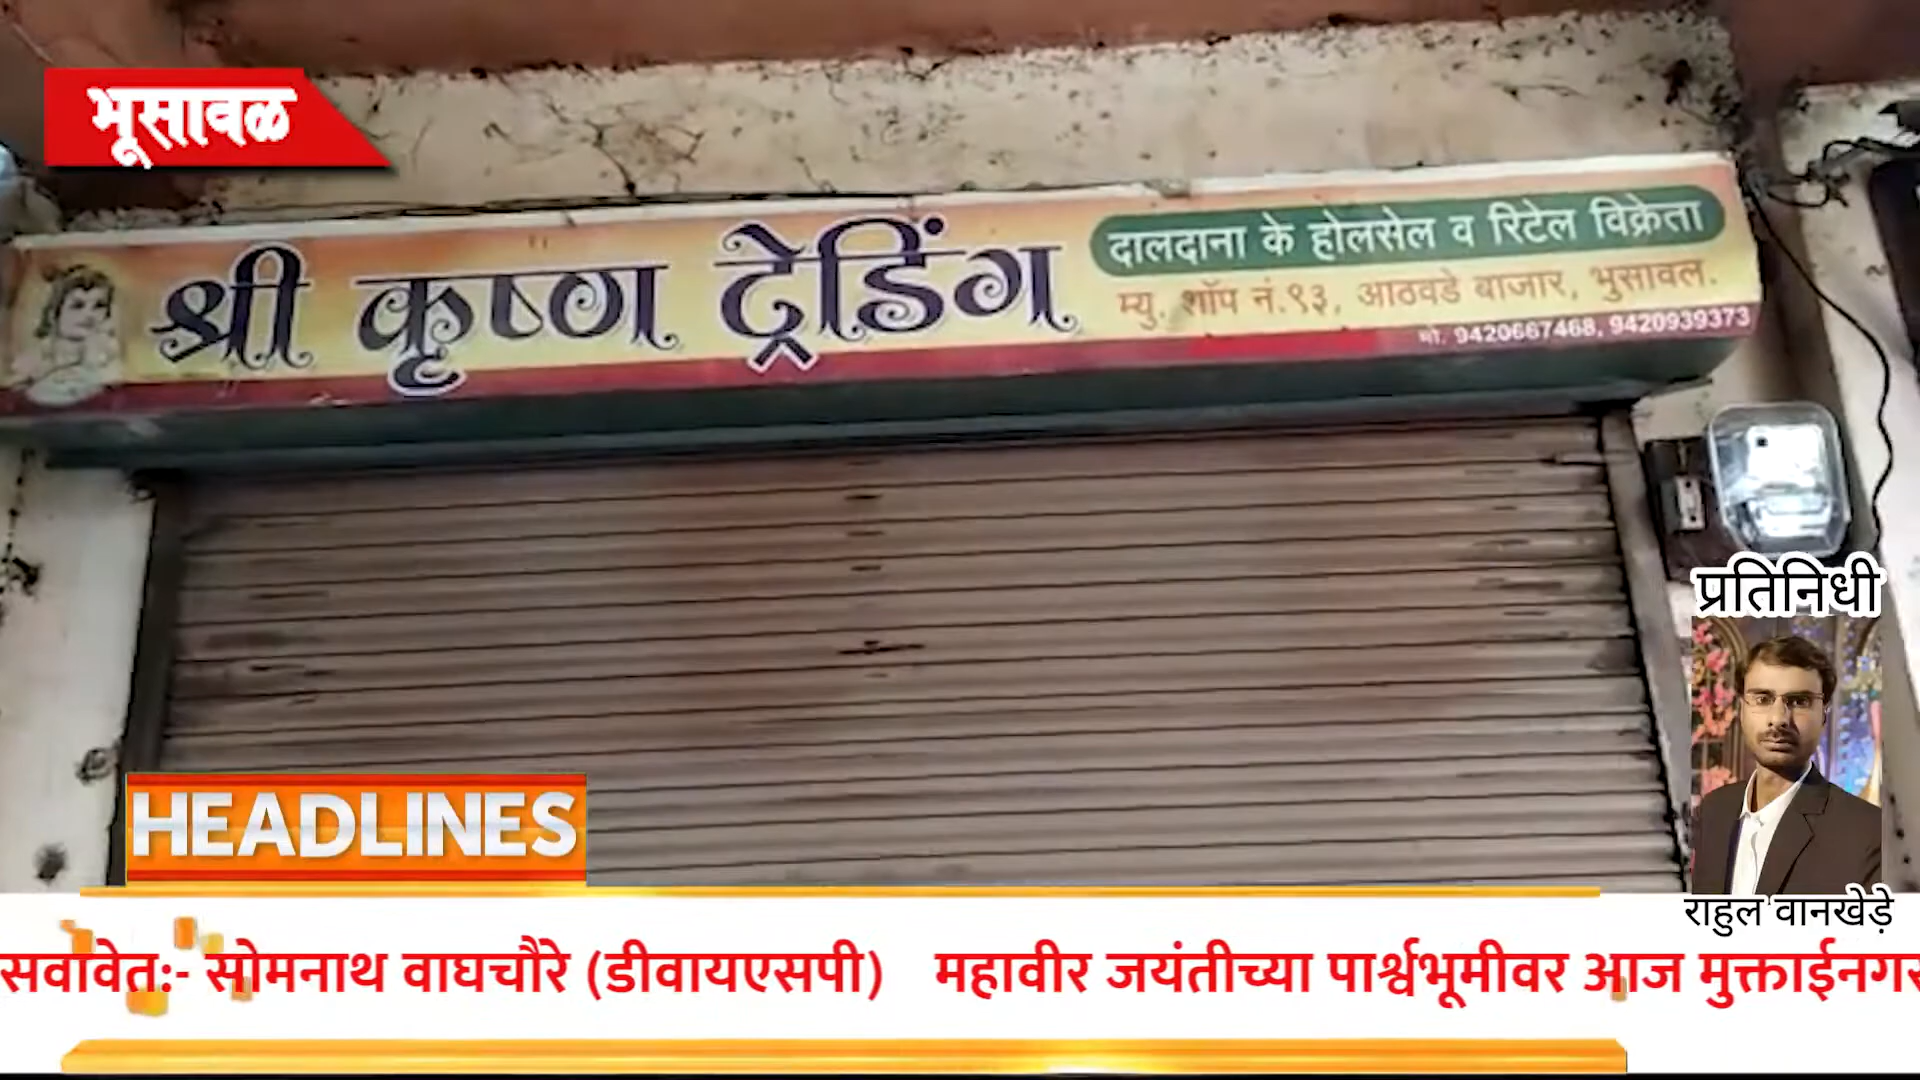 भूसावळ
श्री कृष्ण ट्रेडिंग
दालदाना के होलसेल व रिटेल विक्रेता
म्यु. शॉप नं.९३, आठवडे बाजार, भुसावल.
मो. 9420667468, 9420939373
प्रतिनिधी
HEADLINES
राहुल वानखेड़े
सोमनाथ वाघचौरे (डीवायएसपी) महावीर जयंतीच्या पार्श्वभूमीवर आज मुक्ताईनगर